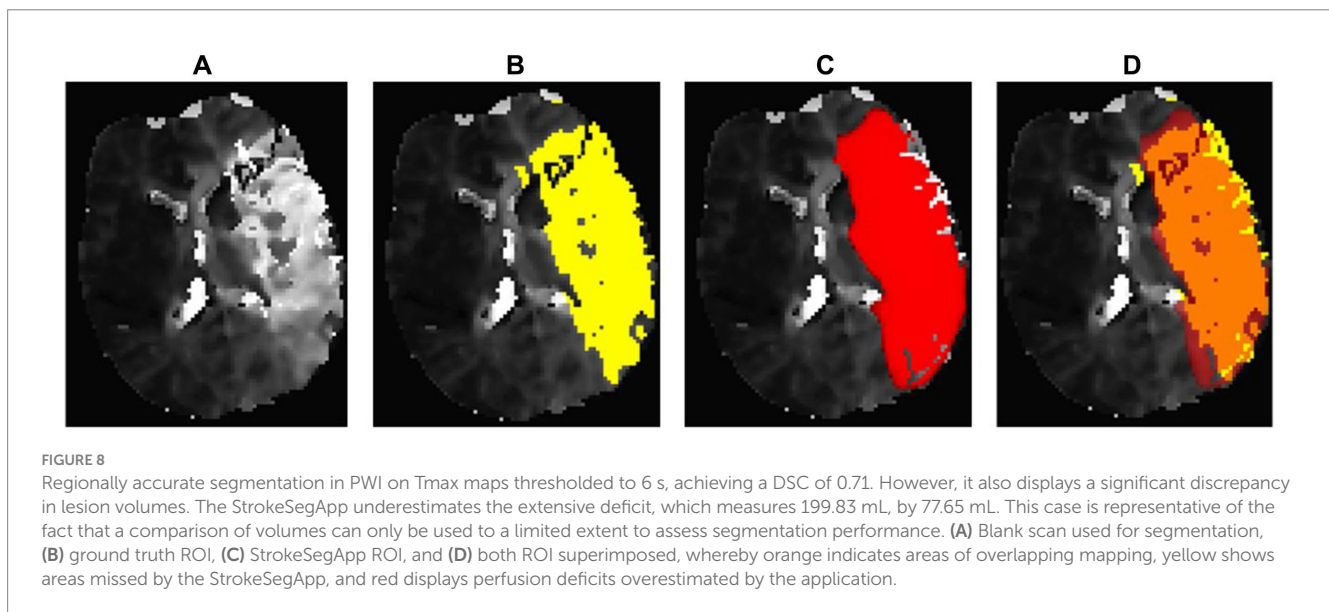 A B C D
FIGURE 8
Regionally accurate segmentation in PWI on Tmax maps thresholded to 6 s, achieving a DSC of 0.71. However, it also displays a significant discrepancy
in lesion volumes. The StrokeSegApp underestimates the extensive deficit, which measures 199.83 mL, by 77.65 mL. This case is representative of the
fact that a comparison of volumes can only be used to a limited extent to assess segmentation performance. (A) Blank scan used for segmentation,
(B) ground truth ROI, (C) StrokeSegApp ROI, and (D) both ROI superimposed, whereby orange indicates areas of overlapping mapping, yellow shows
areas missed by the StrokeSegApp, and red displays perfusion deficits overestimated by the application.